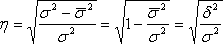 η = √((σ² − σ̅²)/σ²) = √(1 − σ̅²/σ²) = √(δ²/σ²)